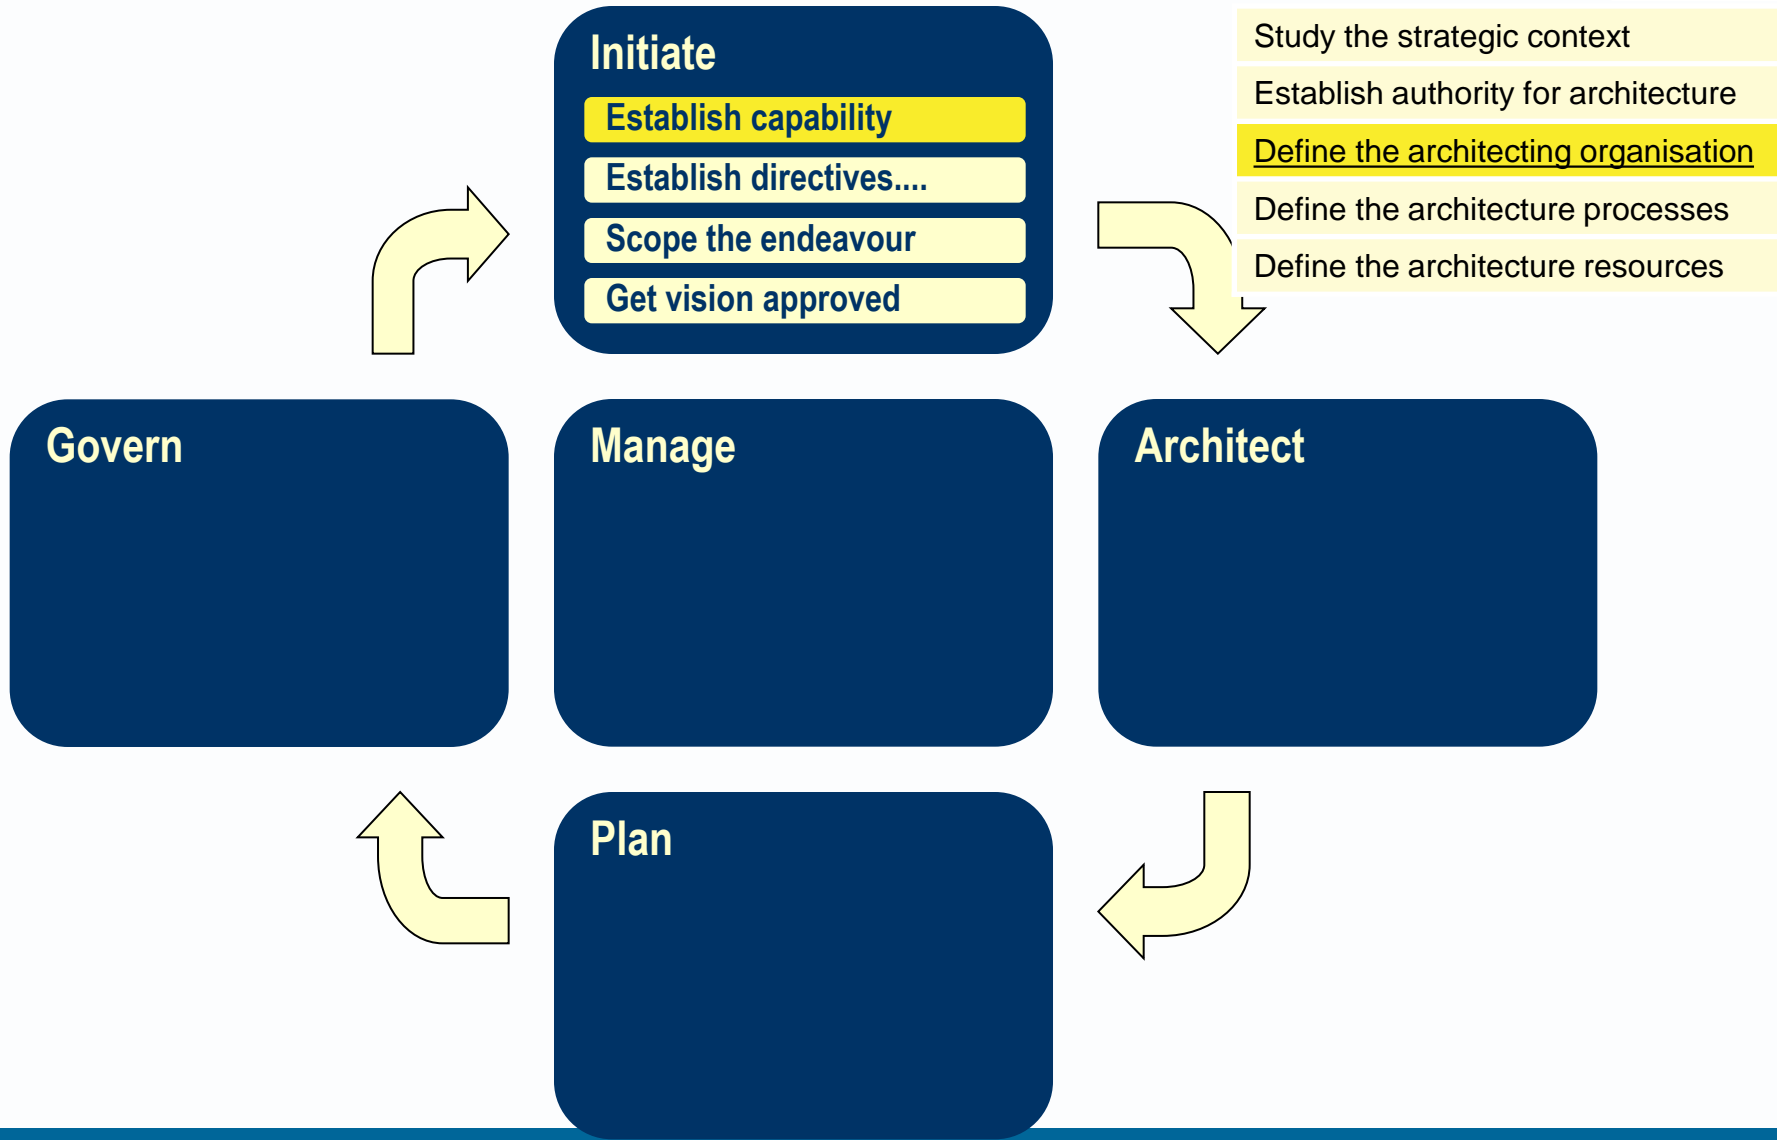 Initiate
Establish capability
Establish directives....
Scope the endeavour
Get vision approved
Study the strategic context
Establish authority for architecture
Define the architecting organisation
Define the architecture processes
Define the architecture resources
Govern
Manage
Architect
Plan